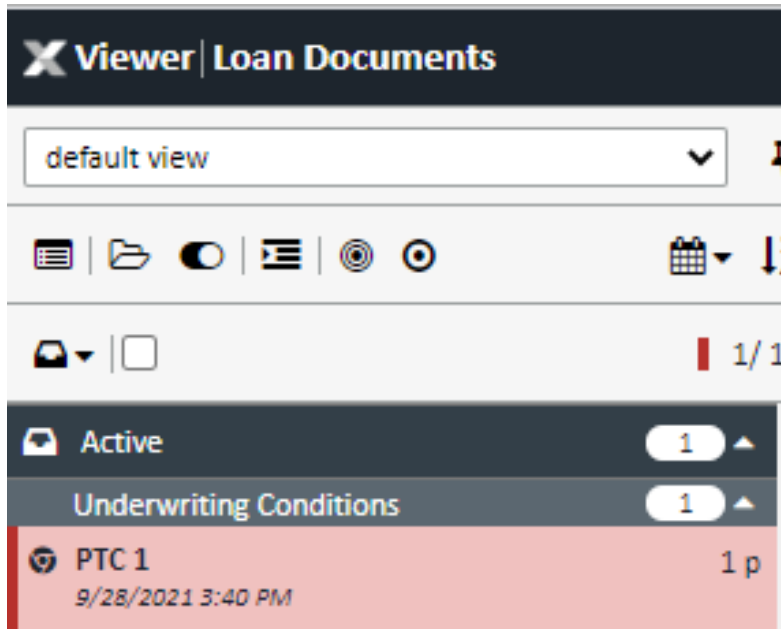 X Viewer | Loan Documents
default view
1/ 1
Active 1
Underwriting Conditions 1
PTC 1 1 p
9/28/2021 3:40 PM